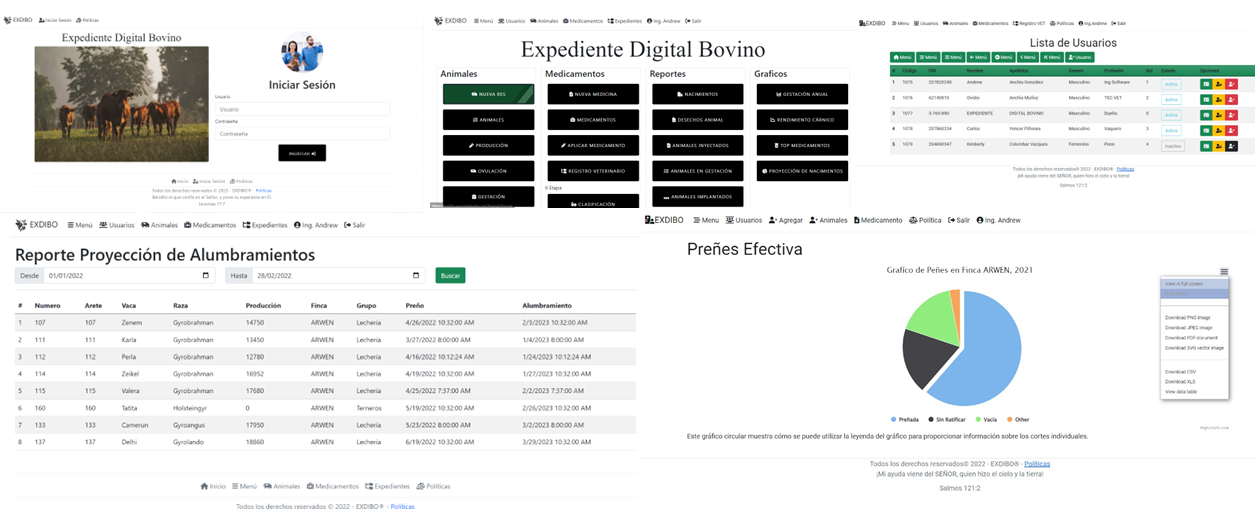 EXDIBO Iniciar Sesión Políticas
Expediente Digital Bovino
Iniciar Sesión
Usuario
Usuario
Contraseña
Contraseña
INGRESAR
Inicio Iniciar Sesión Políticas
Todos los derechos reservados © 2022 · EXDIBO® · Políticas
Bendito el que confía en el Señor, y pone su esperanza en Él
Jeremías 17:7
EXDIBO Menú Usuarios Animales Medicamentos Expedientes Ing. Andrew Salir
Expediente Digital Bovino
Animales Medicamentos Reportes Graficos
NUEVA RES NUEVA MEDICINA NACIMIENTOS GESTACIÓN ANUAL
ANIMALES MEDICAMENTOS DESECHOS ANIMAL RENDIMIENTO CÁRNICO
PRODUCCIÓN APLICAR MEDICAMENTO ANIMALES INYECTADOS TOP MEDICAMENTOS
OVULACIÓN REGISTRO VETERINARIO ANIMALES EN GESTACIÓN PROYECCIÓN DE NACIMIENTOS
GESTACIÓN CLASIFICACIÓN ANIMALES IMPLANTADOS
EXDIBO Menú Usuarios Animales Medicamentos Registro VET Políticas Ing.Andrew Salir
Lista de Usuarios
Menú Menú Menú Menú Menú Menú Menú Usuario
# Código DNI Nombre Apellidos Genero Profesión Rol Estado Opciones
1 1075 207820248 Andrew Anchía González Masculino Ing Software 1 Activo
2 1076 62140810 Ovidio Anchía Muñoz Masculino TEC VET 2 Activo
3 1077 3-765-890 EXPEDIENTE DIGITAL BOVINO Masculino Dueño 5 Activo
4 1078 207860234 Carlos Yencer Piñores Masculino Vaquero 3 Activo
5 1079 204698347 Kimberly Colombar Vazques Femenino Peon 4 Inactivo
Todos los derechos reservados© 2022 - EXDIBO® - Políticas
¡Mi ayuda viene del SEÑOR, quien hizo el cielo y la tierra!
Salmos 121:2
EXDIBO Menú Usuarios Animales Medicamentos Expedientes Ing. Andrew Salir
Reporte Proyección de Alumbramientos
Desde 01/01/2022 Hasta 28/02/2022 Buscar
# Numero Arete Vaca Raza Producción Finca Grupo Preño Alumbramiento
1 107 107 Zenem Gyrobrahman 14750 ARWEN Lechería 4/26/2022 10:32:00 AM 2/3/2023 10:32:00 AM
2 111 111 Karla Gyrobrahman 13450 ARWEN Lechería 3/27/2022 8:00:00 AM 1/4/2023 8:00:00 AM
3 112 112 Perla Gyrobrahman 12780 ARWEN Lechería 4/16/2022 10:12:24 AM 1/24/2023 10:12:24 AM
4 114 114 Zeikel Gyrobrahman 16952 ARWEN Lechería 4/19/2022 10:32:00 AM 1/27/2023 10:32:00 AM
5 115 115 Valera Gyrobrahman 17680 ARWEN Lechería 4/25/2022 7:37:00 AM 2/2/2023 7:37:00 AM
6 160 160 Tatita Holsteingyr 0 ARWEN Terneros 5/19/2022 10:32:00 AM 2/26/2023 10:32:00 AM
7 133 133 Camerun Gyroangus 17950 ARWEN Lechería 5/23/2022 8:00:00 AM 3/2/2023 8:00:00 AM
8 137 137 Delhi Gyrolando 18860 ARWEN Lechería 6/19/2022 10:32:00 AM 3/29/2023 10:32:00 AM
Inicio Menú Animales Medicamentos Expedientes Políticas
Todos los derechos reservados © 2022 - EXDIBO® - Políticas
EXDIBO Menu Usuarios Agregar Animales Medicamento Política Salir Ing. Andrew
Preñes Efectiva
Grafico de Peñes en Finca ARWEN, 2021
View in full screen
Download PNG image
Download JPEG image
Download PDF document
Download SVG vector image
Download CSV
Download XLS
View data table
Preñada Sin Ratificar Vacía Other
Highcharts.com
Este gráfico circular muestra cómo se puede utilizar la leyenda del gráfico para proporcionar información sobre los cortes individuales.
Todos los derechos reservados© 2022 - EXDIBO® - Políticas
¡Mi ayuda viene del SEÑOR, quien hizo el cielo y la tierra!
Salmos 121:2